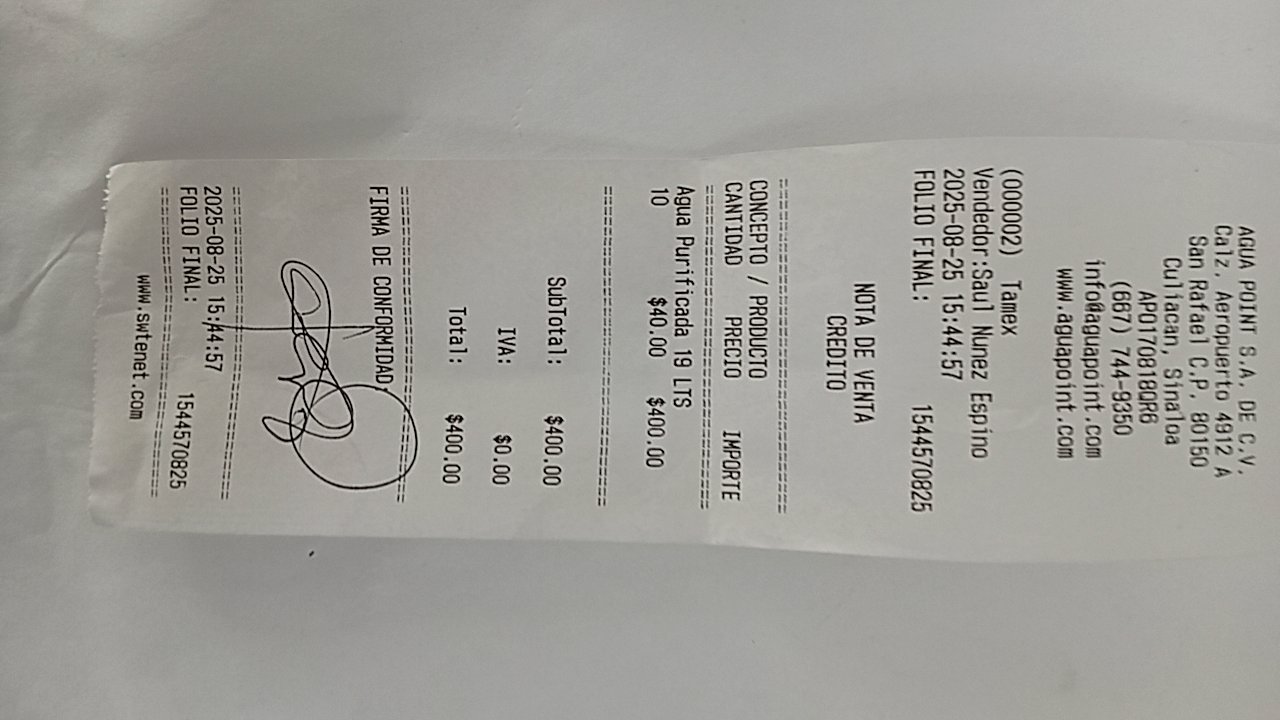 AGUA POINT S.A. DE C.V.
Calz. Aeropuerto 4912 A
San Rafael C.P. 80150
Culiacan, Sinaloa
APO170818QR6
(667) 744-9350
info@aguapoint.com
www.aguapoint.com
(000002) Tamex
Vendedor:Saul Nunez Espino
2025-08-25 15:44:57
FOLIO FINAL: 1544570825
NOTA DE VENTA
CREDITO
================================
CONCEPTO / PRODUCTO
CANTIDAD PRECIO IMPORTE
================================
Agua Purificada 19 LTS
10 $40.00 $400.00
================================
SubTotal: $400.00
IVA: $0.00
Total: $400.00
================================
FIRMA DE CONFORMIDAD.
================================
2025-08-25 15:44:57
FOLIO FINAL: 1544570825
================================
www.swtenet.com